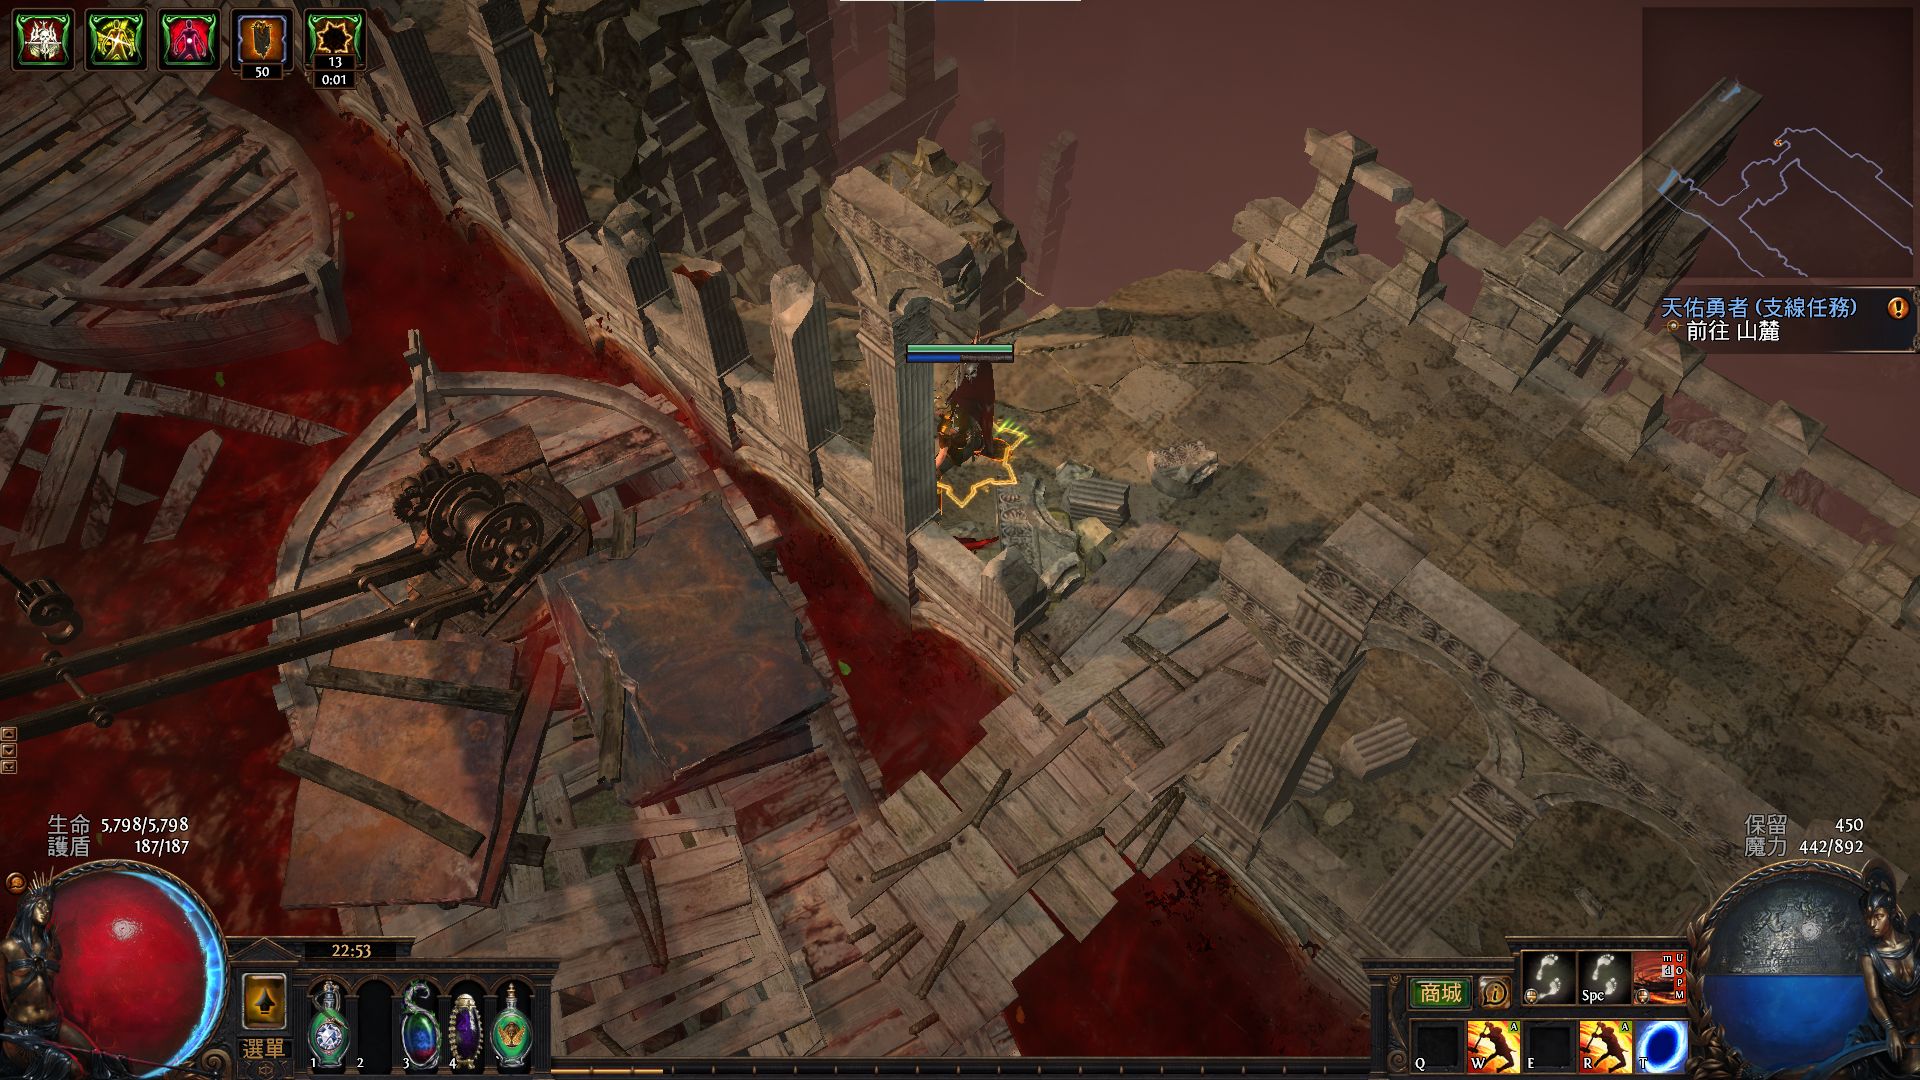 50
13
0:01
天佑勇者 (支線任務)
前往 山麓
生命 5,798/5,798
護盾 187/187
保留 450
魔力 442/892
22:53
選單
1
2
3
4
商城
Spc
m U
d O
P
M
Q
W
A
E
R
A
T